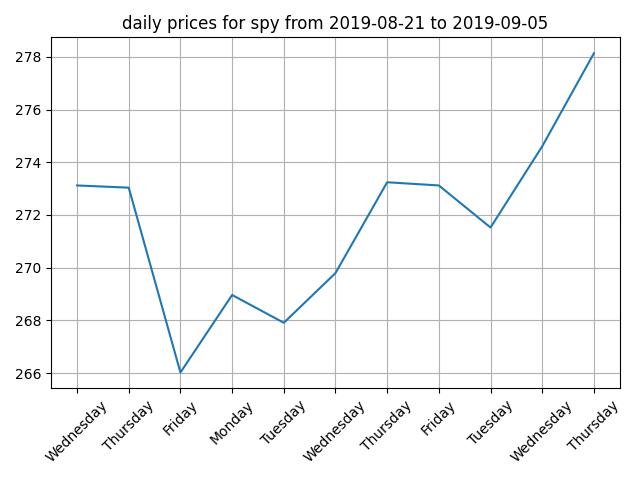 daily prices for spy from 2019-08-21 to 2019-09-05
278
276
274
272
270
268
266
Wednesday
Thursday
Friday
Monday
Tuesday
Wednesday
Thursday
Friday
Tuesday
Wednesday
Thursday